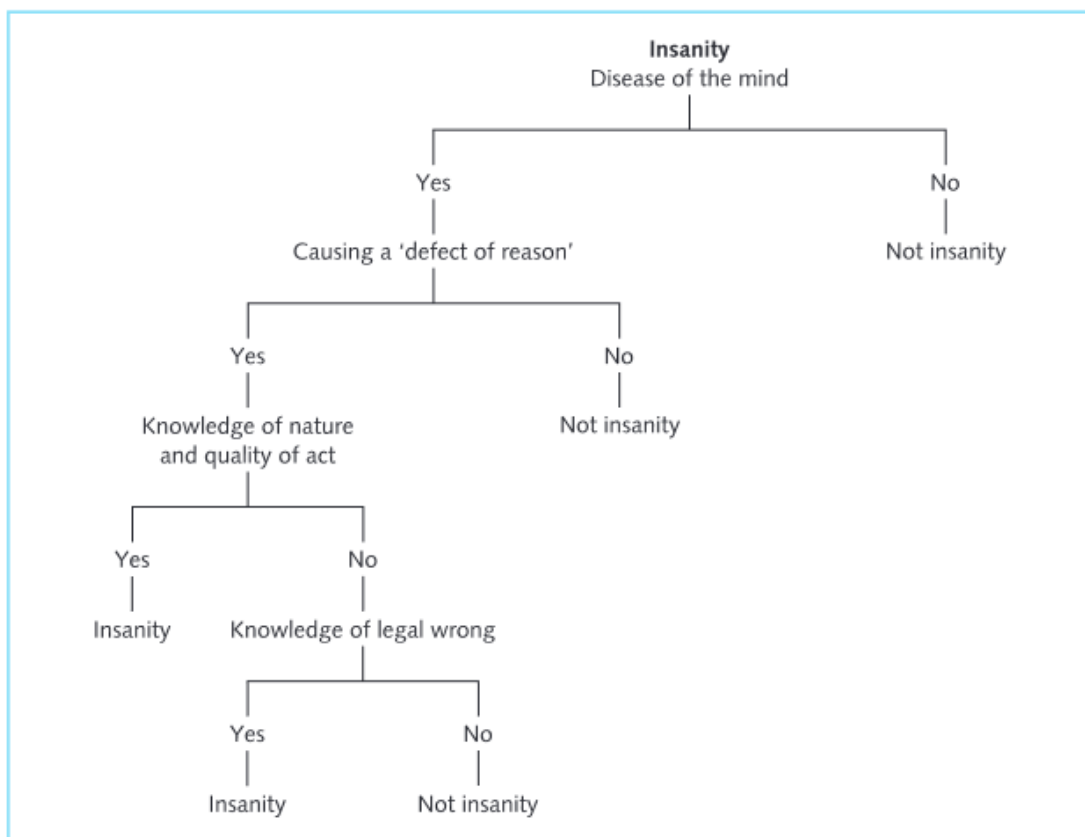 Insanity
Disease of the mind
Yes
No
Causing a ‘defect of reason’
Not insanity
Yes
No
Knowledge of nature
and quality of act
Not insanity
Yes
No
Insanity
Knowledge of legal wrong
Yes
No
Insanity
Not insanity